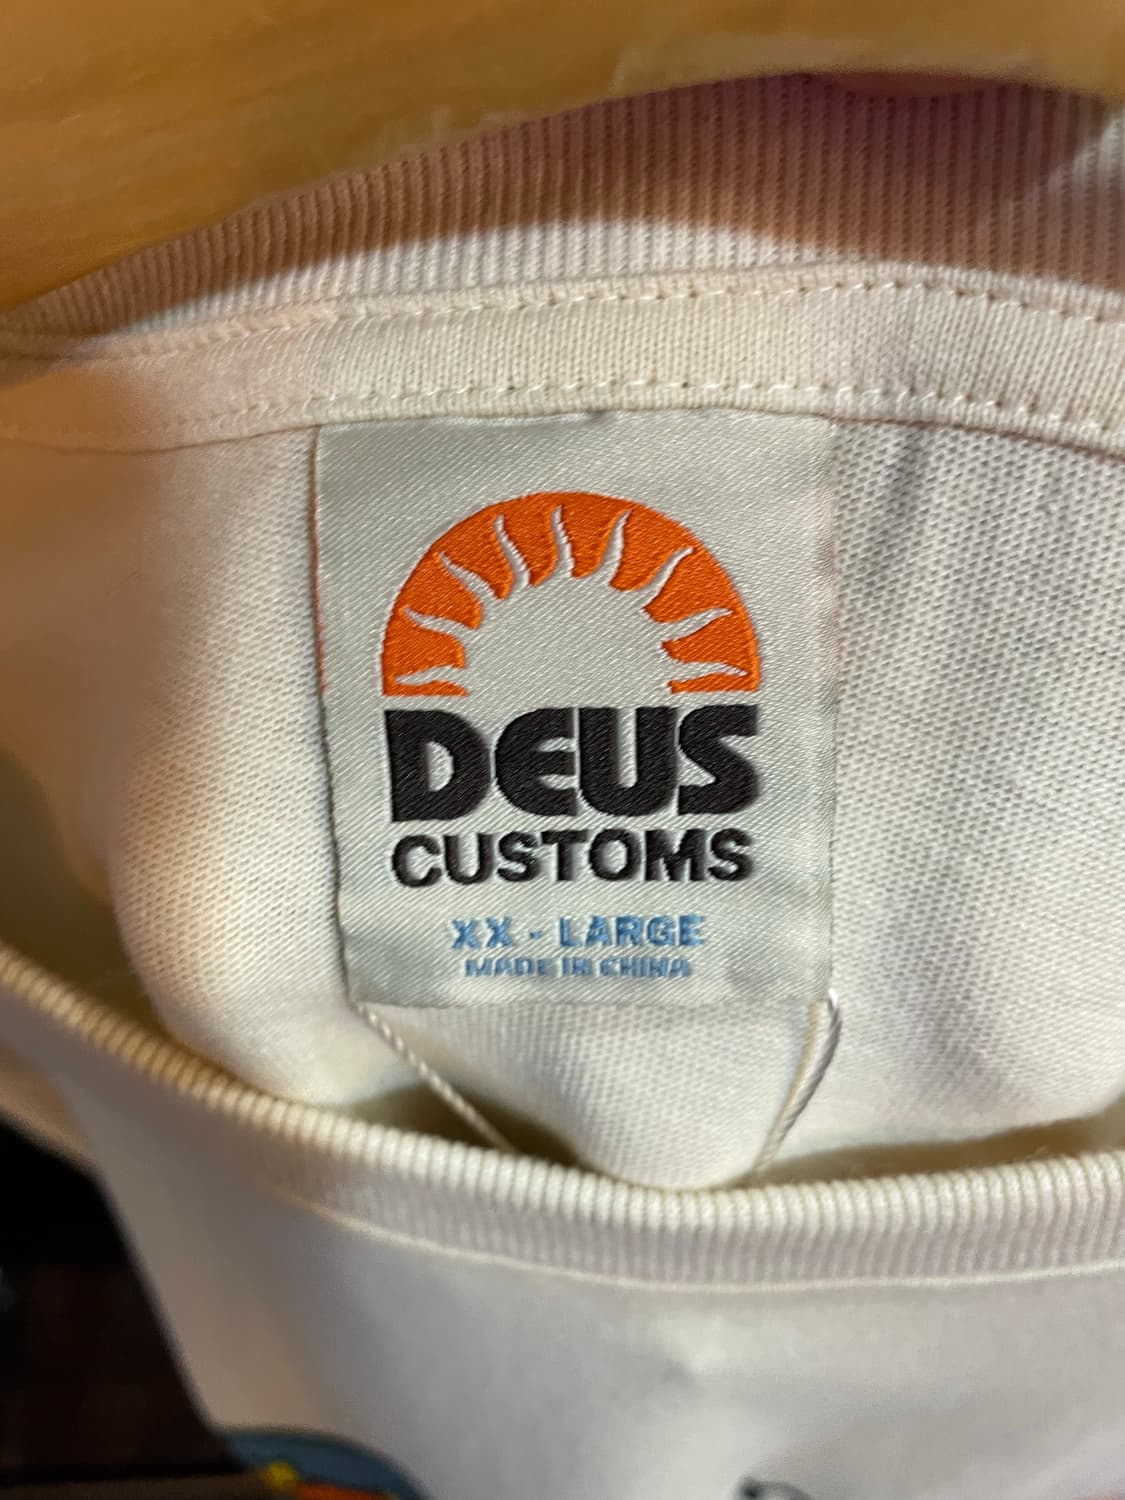 DEUS
CUSTOMS
XX - LARGE
MADE IN CHINA